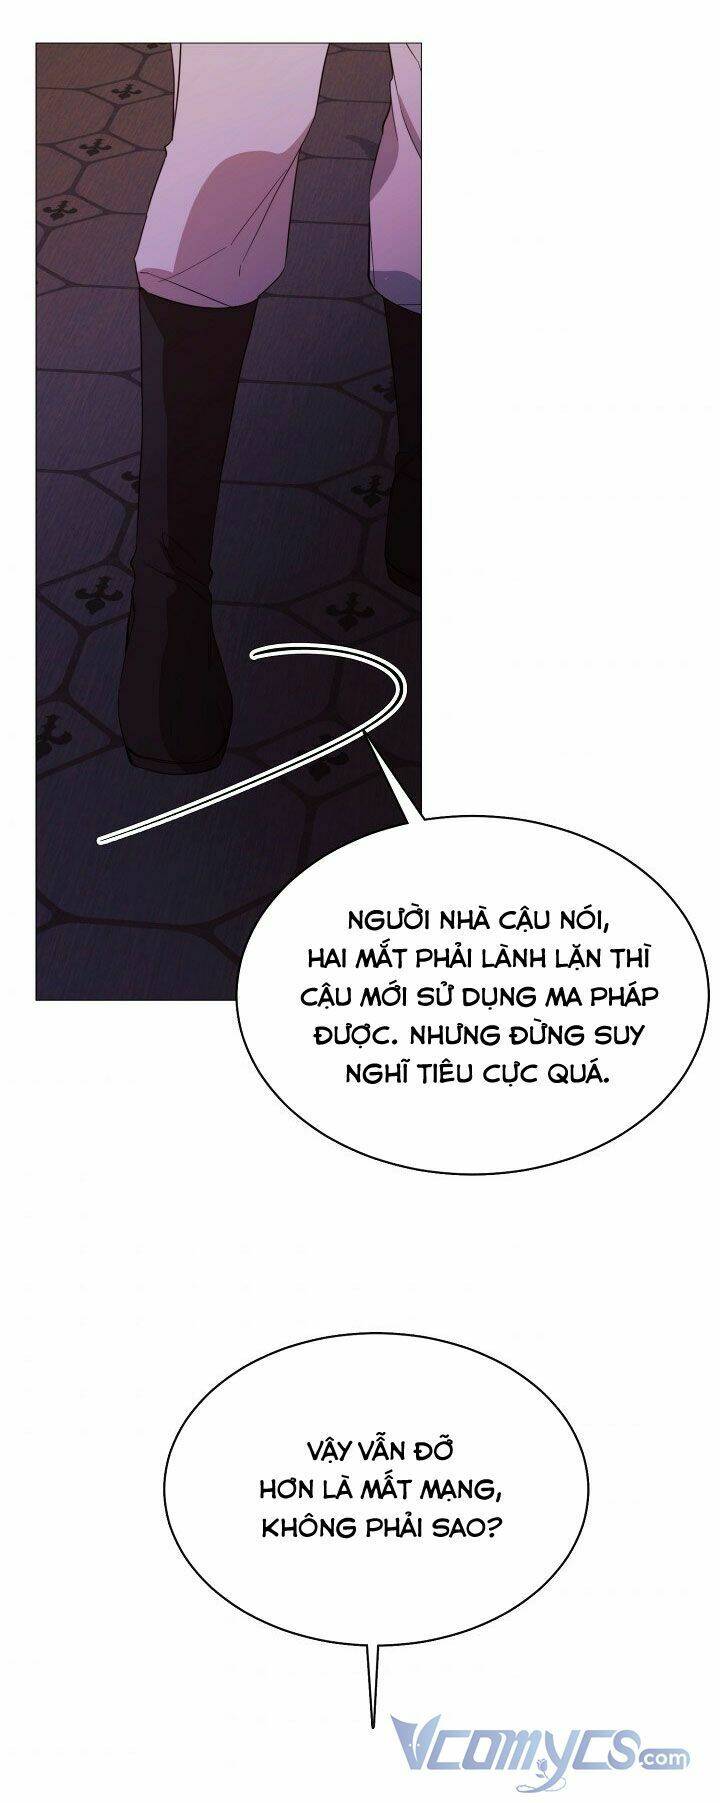 NGƯỜI NHÀ CẬU NÓI,
HAI MẮT PHẢI LÀNH LẶN THÌ
CẬU MỚI SỬ DỤNG MA PHÁP
ĐƯỢC. NHƯNG ĐỪNG SUY
NGHĨ TIÊU CỰC QUÁ.
VẬY VẪN ĐỠ
HƠN LÀ MẤT MẠNG,
KHÔNG PHẢI SAO?
VCOMYCS.com